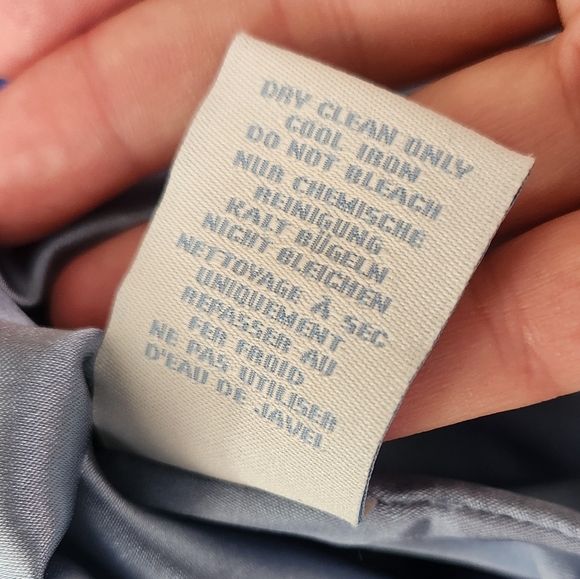 DRY CLEAN ONLY
COOL IRON
DO NOT BLEACH
NUR CHEMISCHE
REINIGUNG
KALT BÜGELN
NICHT BLEICHEN
NETTOYAGE À SEC
UNIQUEMENT
REPASSER AU
FER FROID
NE PAS UTILISER
D'EAU DE JAVEL